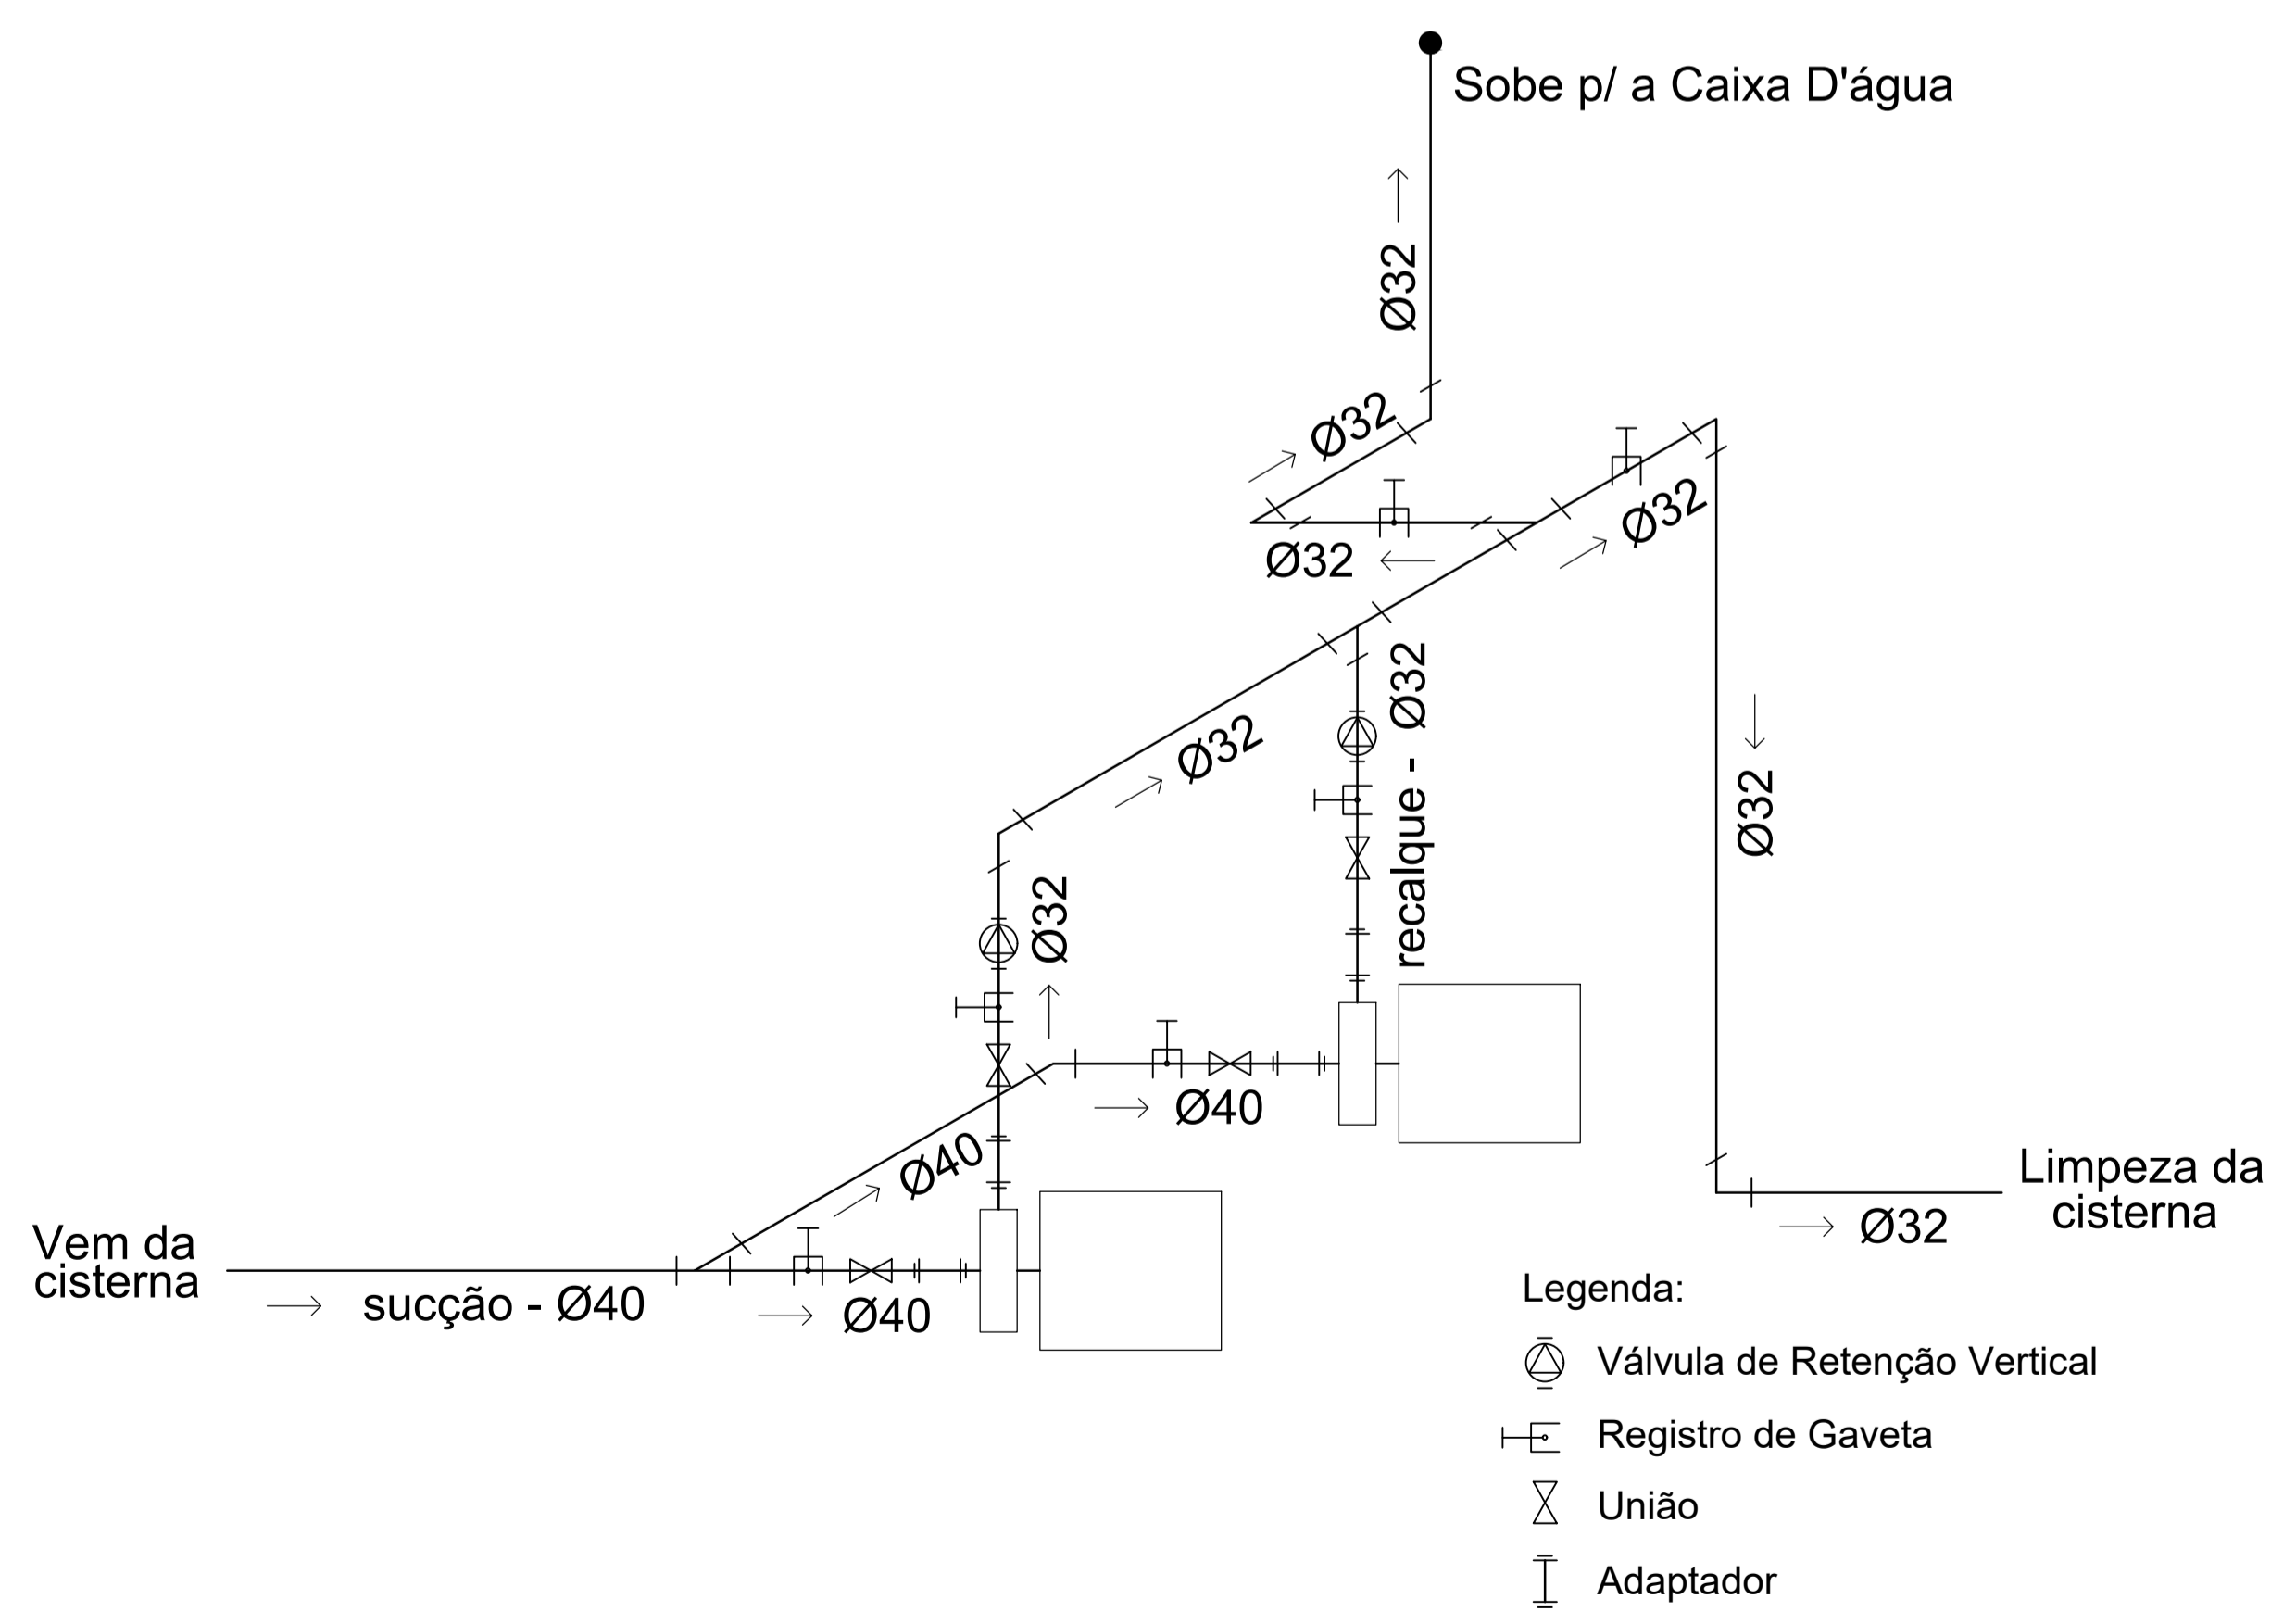 Sobe p/ a Caixa D'água
Ø32
Ø32
Ø32
Ø32
Ø32
recalque - Ø32
Ø32
Ø32
Ø40
Ø40
Vem da
cisterna
sucção - Ø40
Ø40
Limpeza da
cisterna
Ø32
Legenda:
Válvula de Retenção Vertical
Registro de Gaveta
União
Adaptador